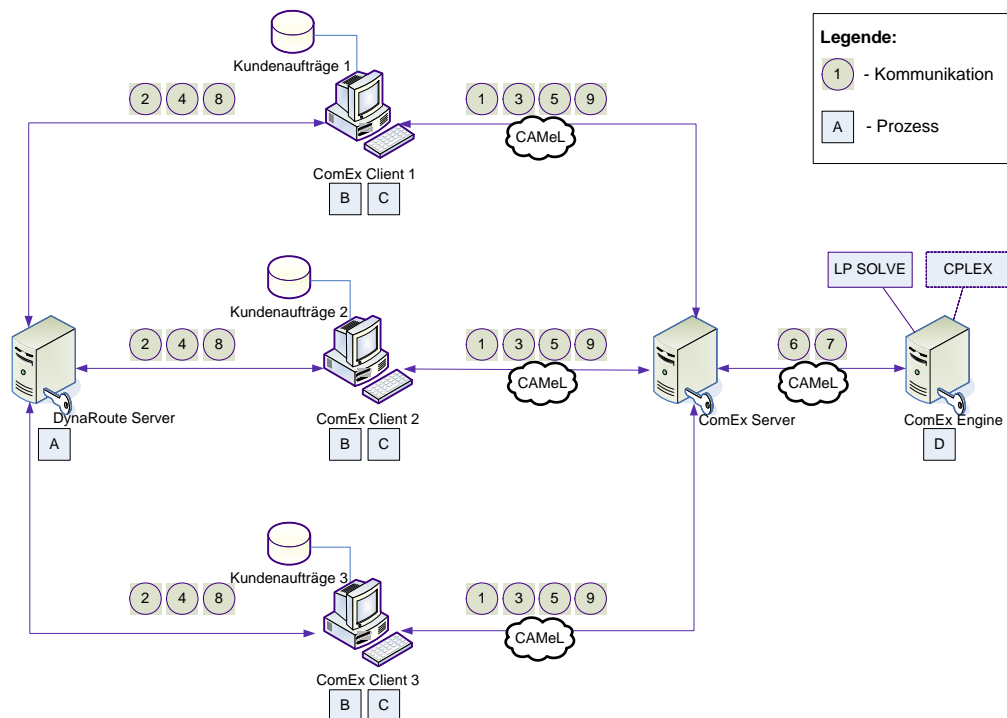 Legende:
1 - Kommunikation
A - Prozess
Kundenaufträge 1
2 4 8
1 3 5 9
CAMeL
ComEx Client 1
B C
Kundenaufträge 2
2 4 8
1 3 5 9
CAMeL
ComEx Client 2
B C
LP SOLVE
CPLEX
6 7
CAMeL
DynaRoute Server
A
ComEx Server
ComEx Engine
D
Kundenaufträge 3
2 4 8
1 3 5 9
CAMeL
ComEx Client 3
B C